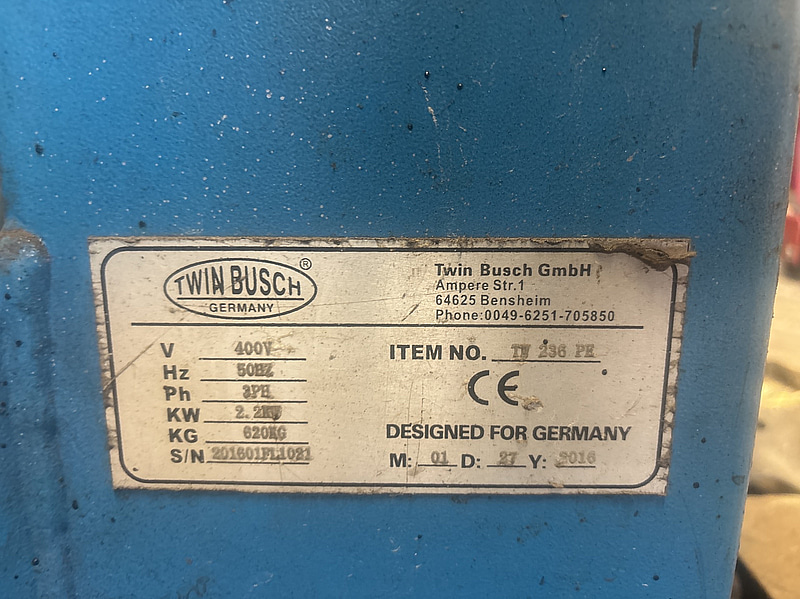 TWIN BUSCH ®
GERMANY
Twin Busch GmbH
Ampere Str.1
64625 Bensheim
Phone:0049-6251-705850
V 400V
Hz 50HZ
Ph 3PH
KW 2.2KW
KG 620KG
S/N 201601FL1021
ITEM NO. TW 236 PE
CE
DESIGNED FOR GERMANY
M: 01 D: 27 Y: 2016